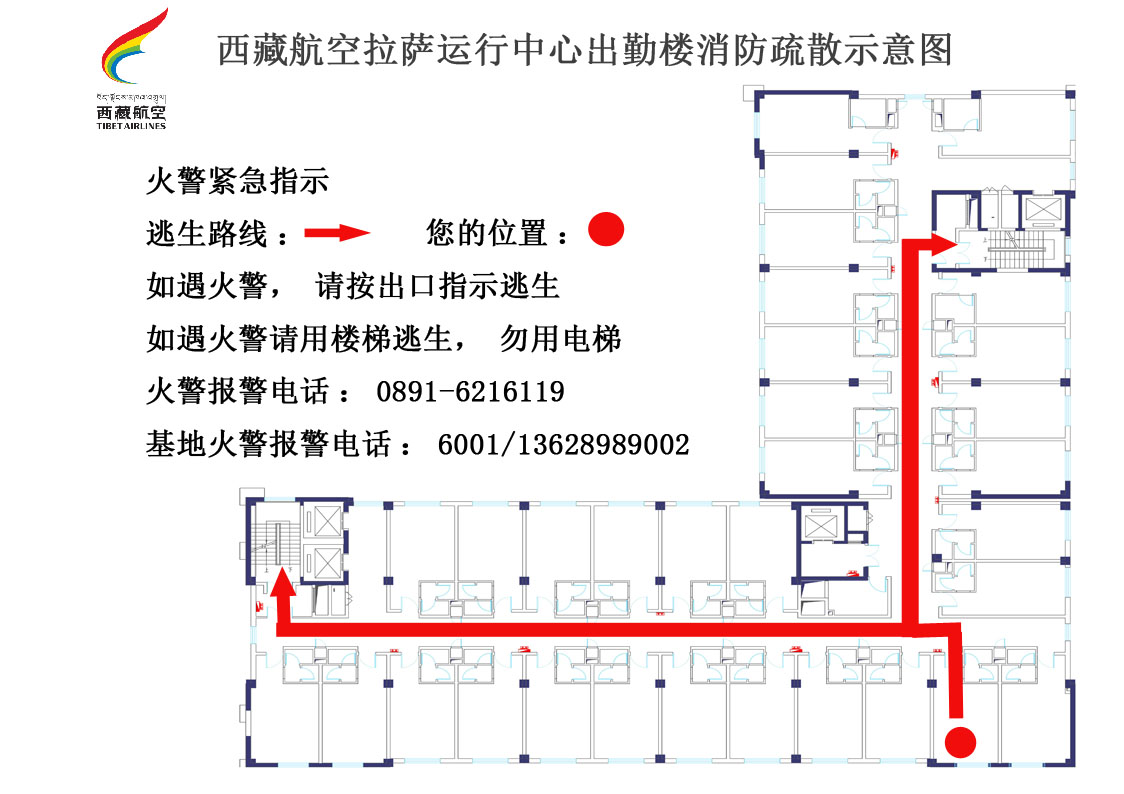 西藏航空拉萨运行中心出勤楼消防疏散示意图
西藏航空
TIBET AIRLINES
火警紧急指示
逃生路线： 您的位置：
如遇火警， 请按出口指示逃生
如遇火警请用楼梯逃生， 勿用电梯
火警报警电话： 0891-6216119
基地火警报警电话： 6001/13628989002
上
下
上
下